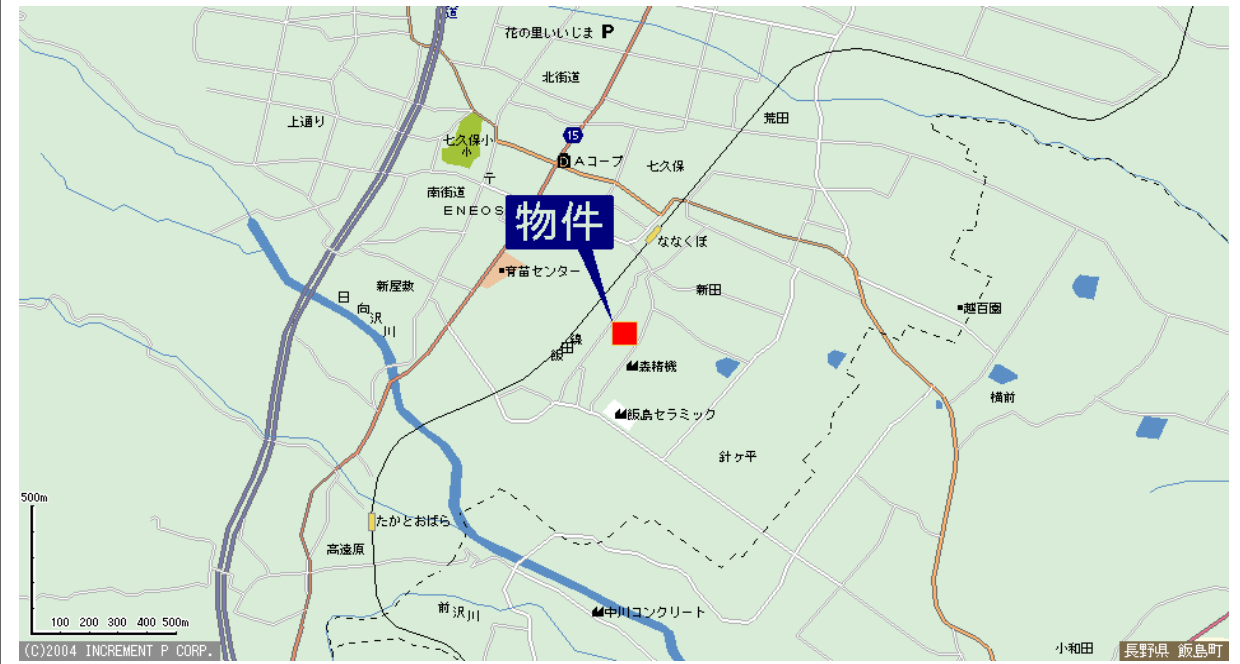 道
花の里いいじま P
北街道
上通り
荒田
七久保小
小
15
Aコープ
七久保
〒
南街道
ENEOS
物件
ななくぼ
育苗センター
新屋敷
新田
日向沢川
越百園
飯田線
森精機
横前
飯島セラミック
針ヶ平
500m
たかとおばら
高遠原
前沢川
中川コンクリート
100 200 300 400 500m
小和田
(C)2004 INCREMENT P CORP.
長野県 飯島町